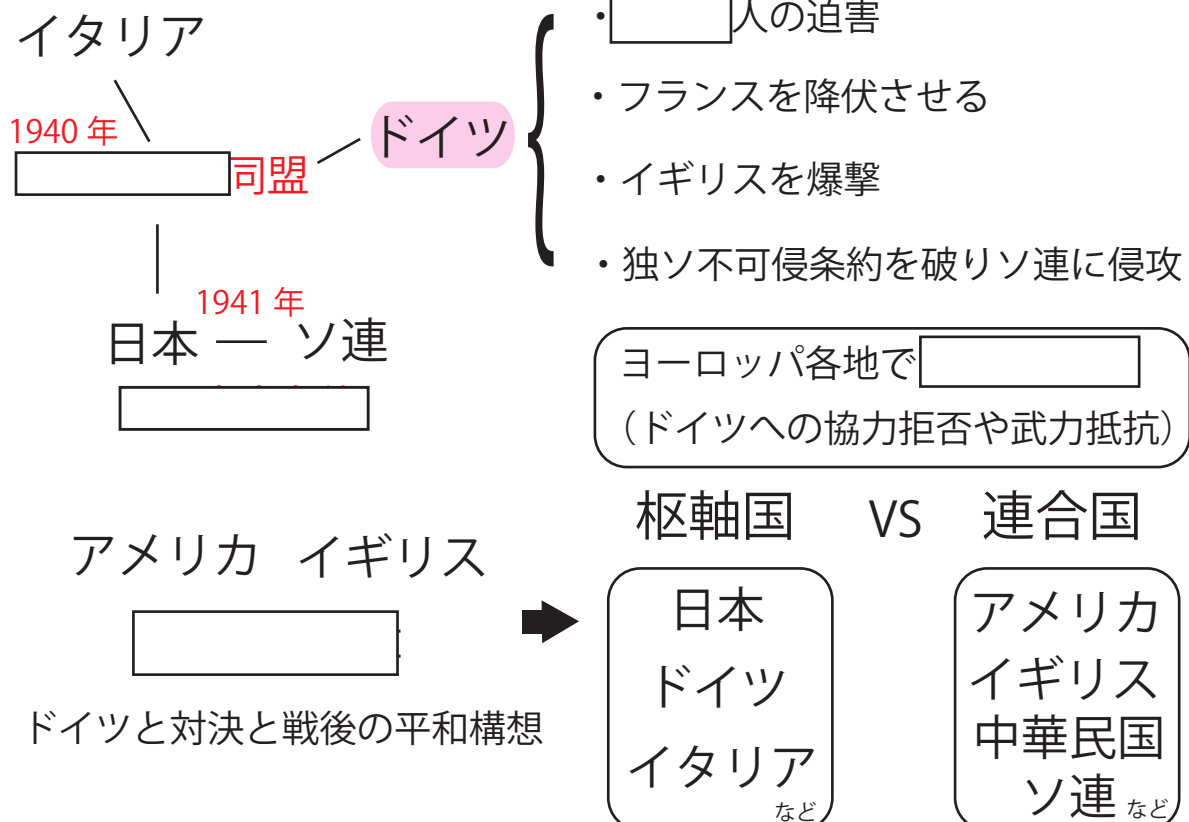 イタリア
1940 年
同盟
ドイツ
・ 人の迫害
・フランスを降伏させる
・イギリスを爆撃
・独ソ不可侵条約を破りソ連に侵攻
1941 年
日本 ― ソ連
ヨーロッパ各地で
（ドイツへの協力拒否や武力抵抗）
アメリカ イギリス
ドイツと対決と戦後の平和構想
枢軸国 VS 連合国
日本
ドイツ
イタリア
など
アメリカ
イギリス
中華民国
ソ連 など